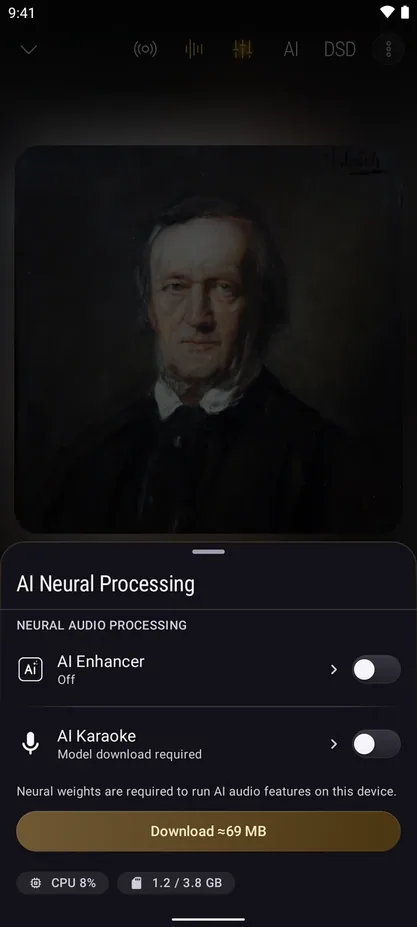 9:41
AI
DSD
AI Neural Processing
NEURAL AUDIO PROCESSING
Ai
AI Enhancer
Off
AI Karaoke
Model download required
Neural weights are required to run AI audio features on this device.
Download ≈69 MB
CPU 8%
1.2 / 3.8 GB